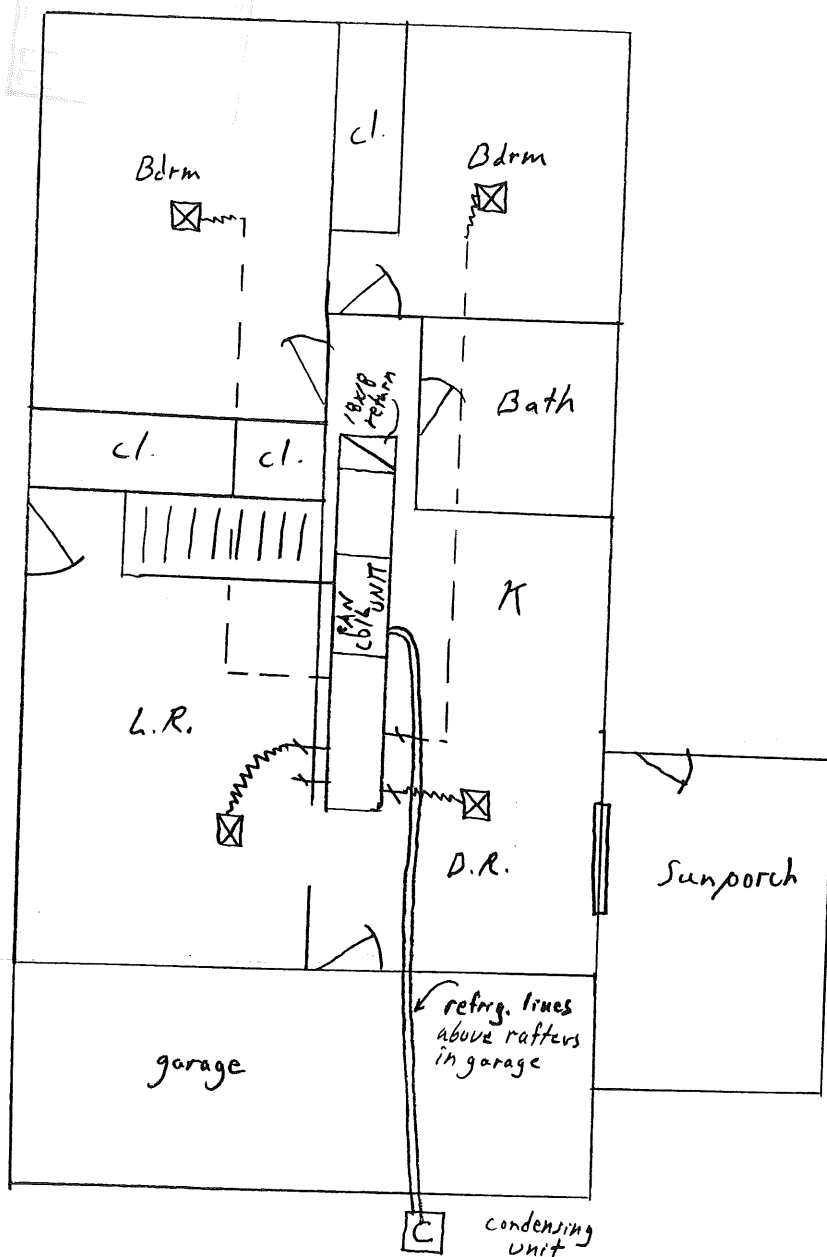 cl.
Bdrm
Bdrm
18x18
return
Bath
cl.
cl.
FAN
COIL
UNIT
K
L.R.
D.R.
Sunporch
refrig. lines
above rafters
in garage
garage
C
condensing
unit